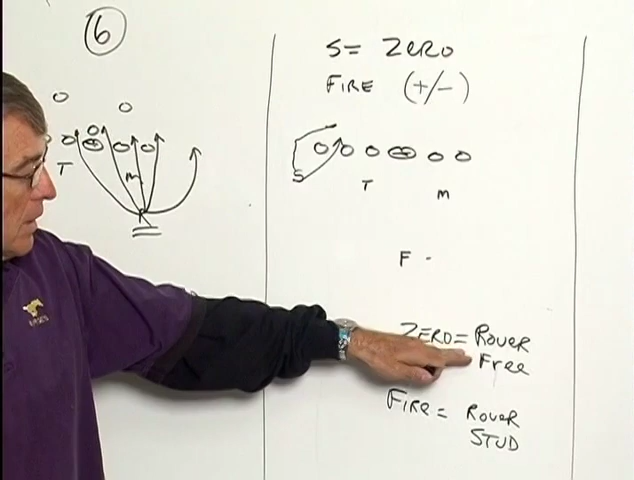 6
S= ZERO
FIRE (+/-)
T
M
R
S
T
M
F
ZERO= ROVER
Free
FIRE = ROVER
STUD